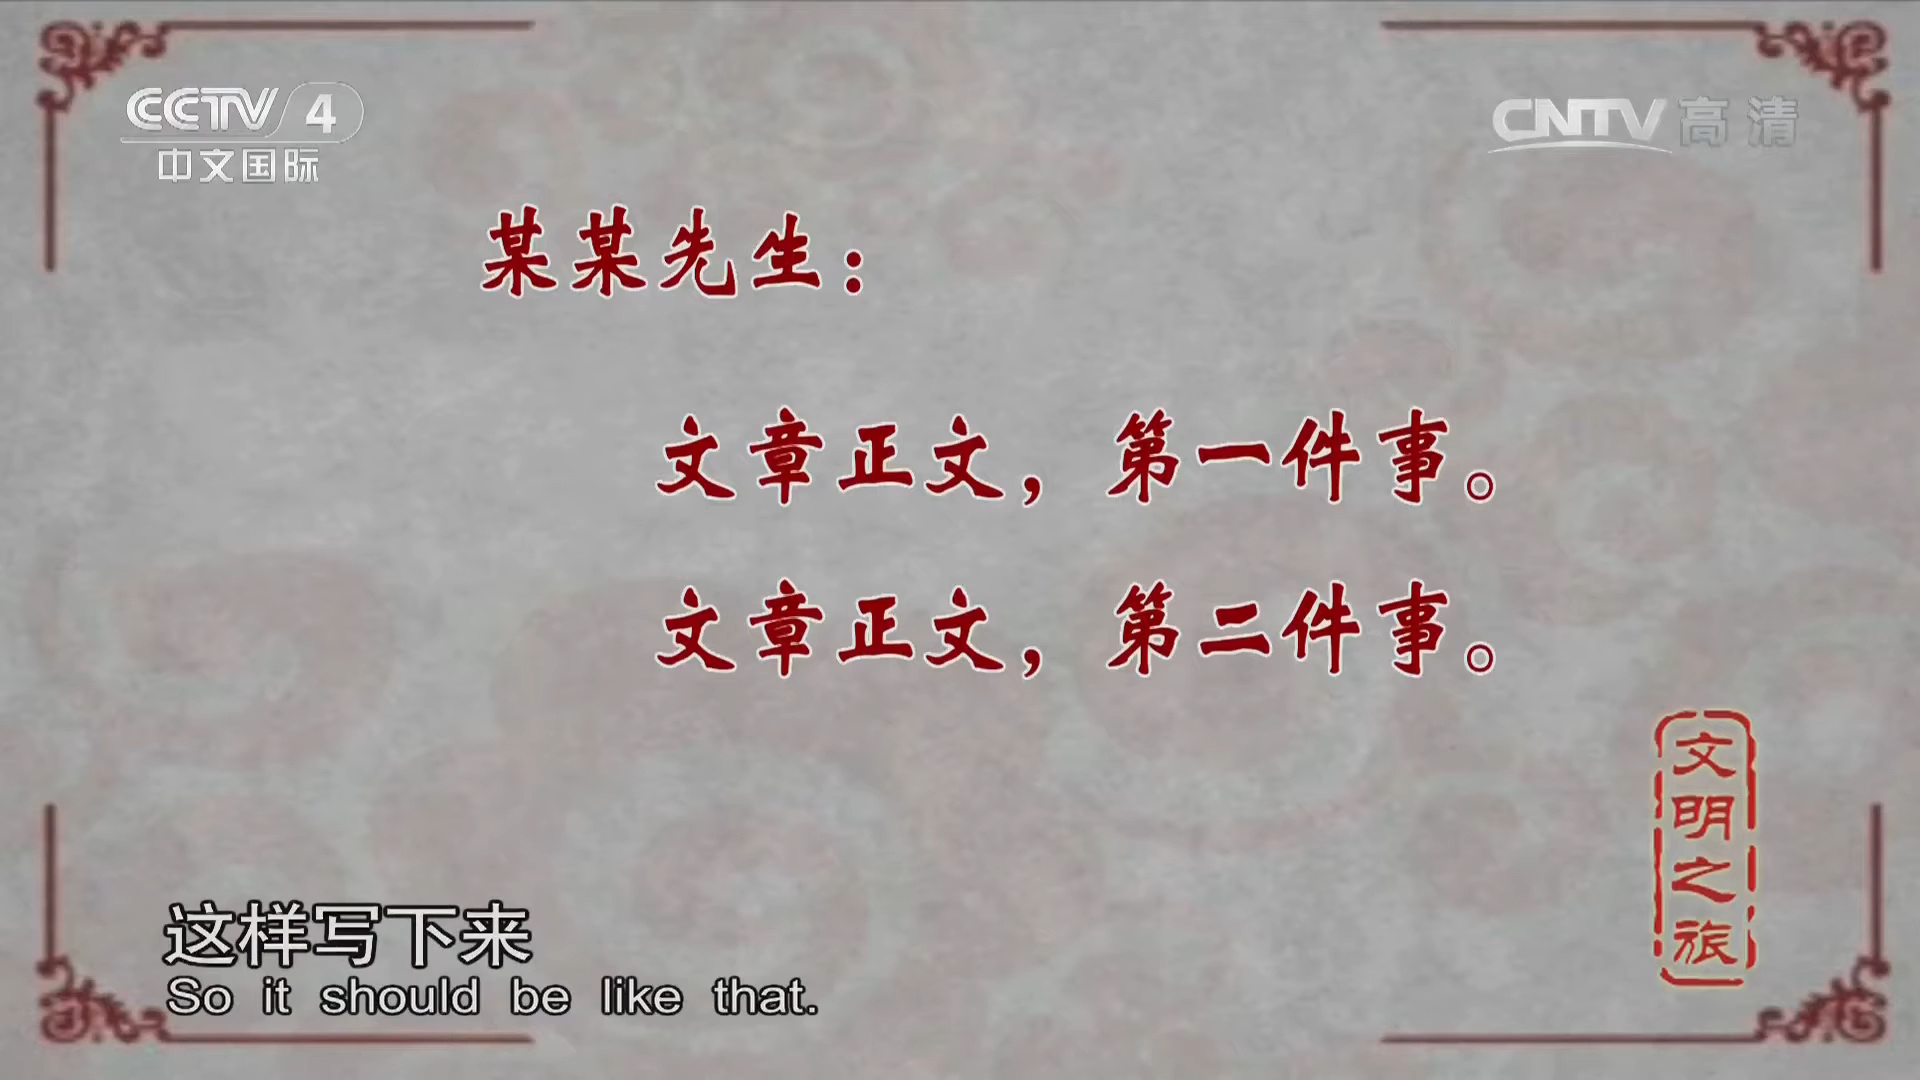 CCTV 4
中文国际
CNTV 高清
某某先生：
文章正文，第一件事。
文章正文，第二件事。
文明之旅
这样写下来
So it should be like that.